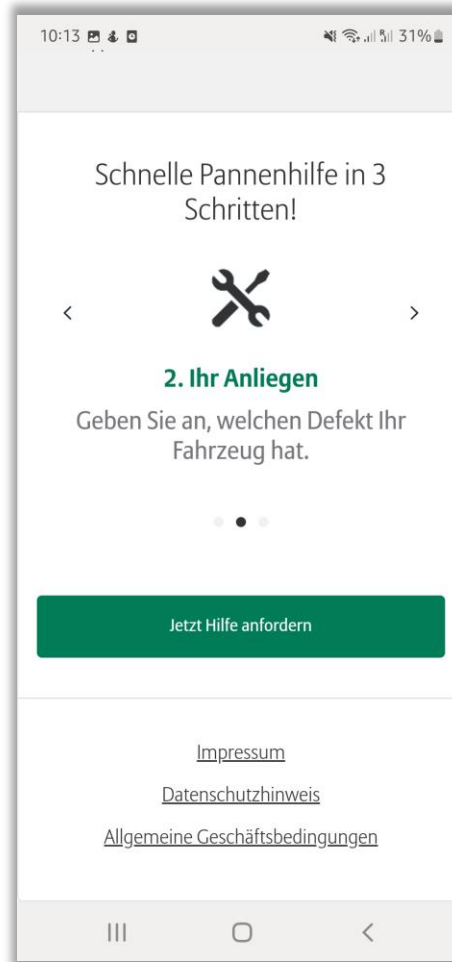 10:13
31%
Schnelle Pannenhilfe in 3
Schritten!
2. Ihr Anliegen
Geben Sie an, welchen Defekt Ihr
Fahrzeug hat.
Jetzt Hilfe anfordern
Impressum
Datenschutzhinweis
Allgemeine Geschäftsbedingungen